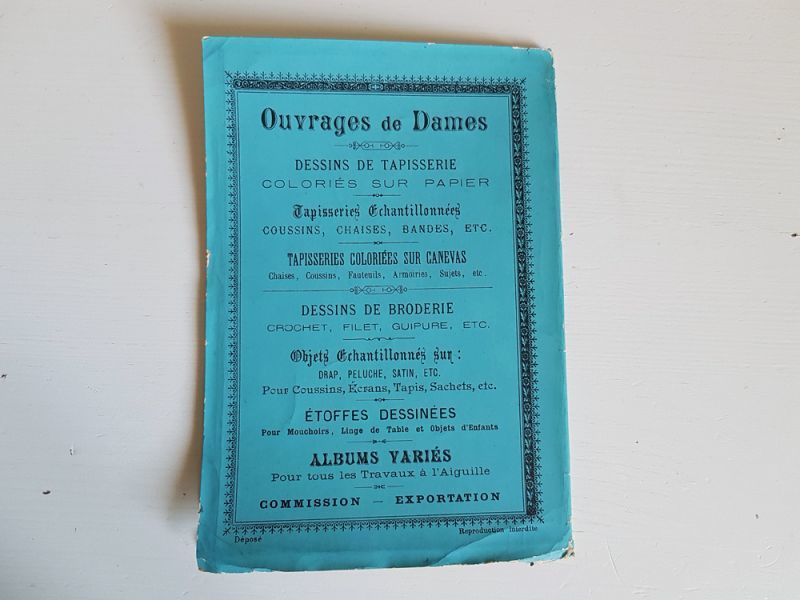 Ouvrages de Dames
DESSINS DE TAPISSERIE
COLORIÉS SUR PAPIER
Tapisseries Echantillonnées
COUSSINS, CHAISES, BANDES, ETC.
TAPISSERIES COLORIÉES SUR CANEVAS
Chaises, Coussins, Fauteuils, Armoiries, Sujets, etc.
DESSINS DE BRODERIE
CROCHET, FILET, GUIPURE, ETC.
Objets Echantillonnés sur :
DRAP, PELUCHE, SATIN, ETC.
Pour Coussins, Écrans, Tapis, Sachets, etc.
ÉTOFFES DESSINÉES
Pour Mouchoirs, Linge de Table et Objets d'Enfants
ALBUMS VARIÉS
Pour tous les Travaux à l'Aiguille
COMMISSION — EXPORTATION
Déposé
Reproduction interdite